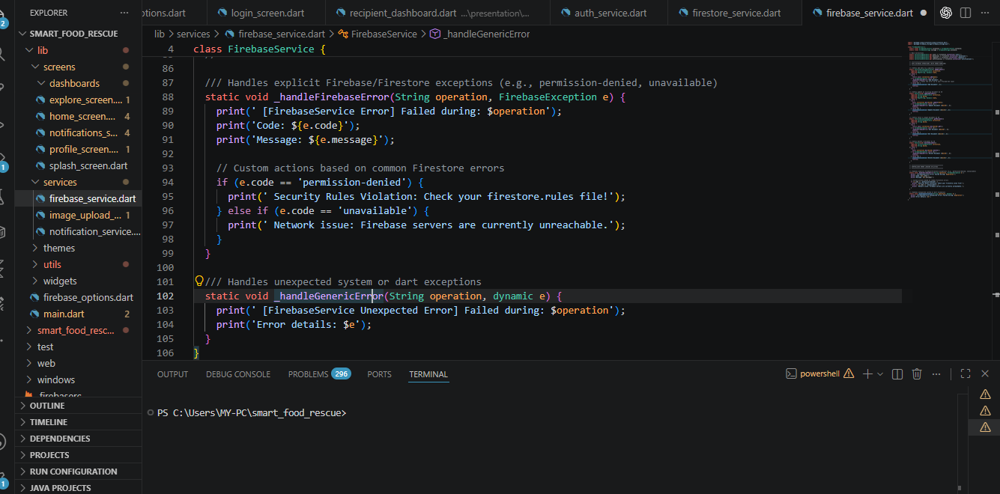 EXPLORER
ptions.dart
login_screen.dart
recipient_dashboard.dart ...\presentation\...
auth_service.dart
firestore_service.dart
firebase_service.dart
2
SMART_FOOD_RESCUE
lib
screens
dashboards
explore_screen.... 1
home_screen.... 4
notifications_s... 4
profile_screen.... 1
splash_screen.dart
services
firebase_service.dart
image_upload_... 1
notification_service....
themes
utils
widgets
firebase_options.dart
main.dart 2
smart_food_resc...
test
web
windows
.firebaserc
OUTLINE
TIMELINE
DEPENDENCIES
PROJECTS
RUN CONFIGURATION
JAVA PROJECTS
1
1
lib > services > firebase_service.dart > FirebaseService > _handleGenericError
4 class FirebaseService {
86
87 /// Handles explicit Firebase/Firestore exceptions (e.g., permission-denied, unavailable)
88 static void _handleFirebaseError(String operation, FirebaseException e) {
89 print(' [FirebaseService Error] Failed during: $operation');
90 print('Code: ${e.code}');
91 print('Message: ${e.message}');
92
93 // Custom actions based on common Firestore errors
94 if (e.code == 'permission-denied') {
95 print(' Security Rules Violation: Check your firestore.rules file!');
96 } else if (e.code == 'unavailable') {
97 print(' Network issue: Firebase servers are currently unreachable.');
98 }
99 }
100
101 /// Handles unexpected system or dart exceptions
102 static void _handleGenericError(String operation, dynamic e) {
103 print(' [FirebaseService Unexpected Error] Failed during: $operation');
104 print('Error details: $e');
105 }
106 }
OUTPUT
DEBUG CONSOLE
PROBLEMS 296
PORTS
TERMINAL
powershell
PS C:\Users\MY-PC\smart_food_rescue>